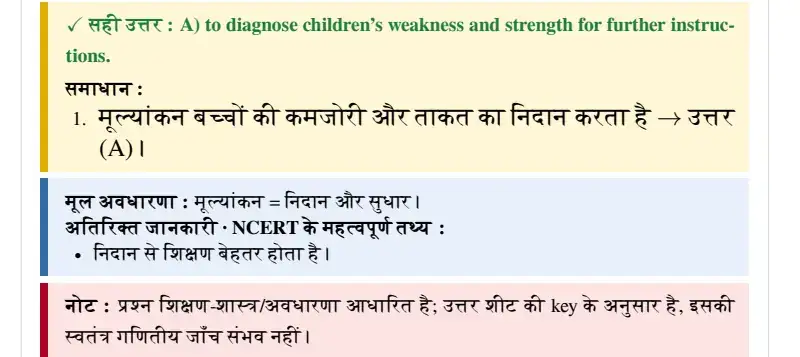 ✓ सही उत्तर : A) to diagnose children’s weakness and strength for further instruc-
tions.
समाधान :
1. मूल्यांकन बच्चों की कमजोरी और ताकत का निदान करता है → उत्तर
(A)।
मूल अवधारणा : मूल्यांकन = निदान और सुधार।
अतिरिक्त जानकारी · NCERT के महत्वपूर्ण तथ्य :
• निदान से शिक्षण बेहतर होता है।
नोट : प्रश्न शिक्षण-शास्त्र/अवधारणा आधारित है; उत्तर शीट की key के अनुसार है, इसकी
स्वतंत्र गणितीय जाँच संभव नहीं।